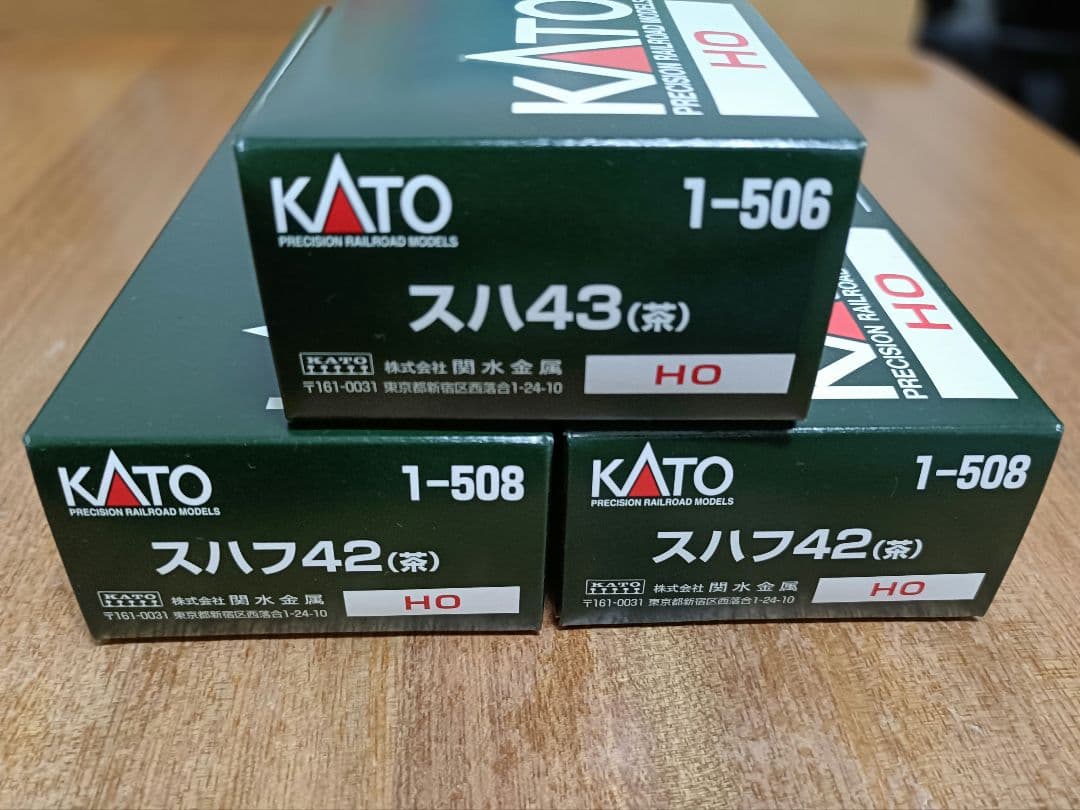 KATO
PRECISION RAILROAD MODELS
HO
KATO
PRECISION RAILROAD MODELS
1-506
スハ43(茶)
KATO 株式会社 関水金属
〒161-0031 東京都新宿区西落合1-24-10
HO
PRECISION RAILROAD
HO
KATO
PRECISION RAILROAD MODELS
1-508
スハフ42(茶)
KATO 株式会社 関水金属
〒161-0031 東京都新宿区西落合1-24-10
HO
KATO
PRECISION RAILROAD MODELS
1-508
スハフ42(茶)
KATO 株式会社 関水金属
〒161-0031 東京都新宿区西落合1-24-10
HO